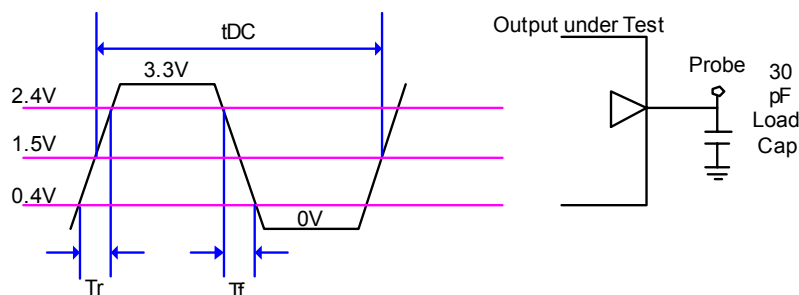 tDC
3.3V
2.4V
1.5V
0.4V
0V
Tr
Tf
Output under Test
Probe
30
pF
Load
Cap